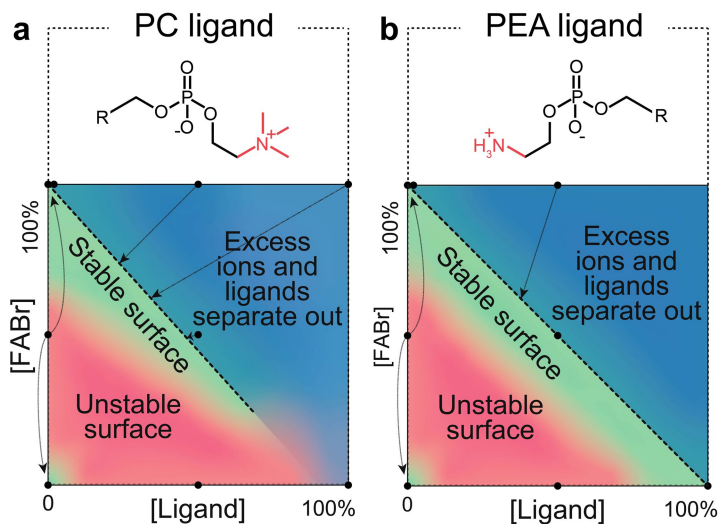 a
PC ligand
O
P
O
-O
O
R
N+
100%
[FABr]
Stable surface
Excess
ions and
ligands
separate out
Unstable
surface
0
[Ligand]
100%
b
PEA ligand
O
O
P
O
O
-
R
H3N+
100%
[FABr]
Stable surface
Excess
ions and
ligands
separate out
Unstable
surface
0
[Ligand]
100%